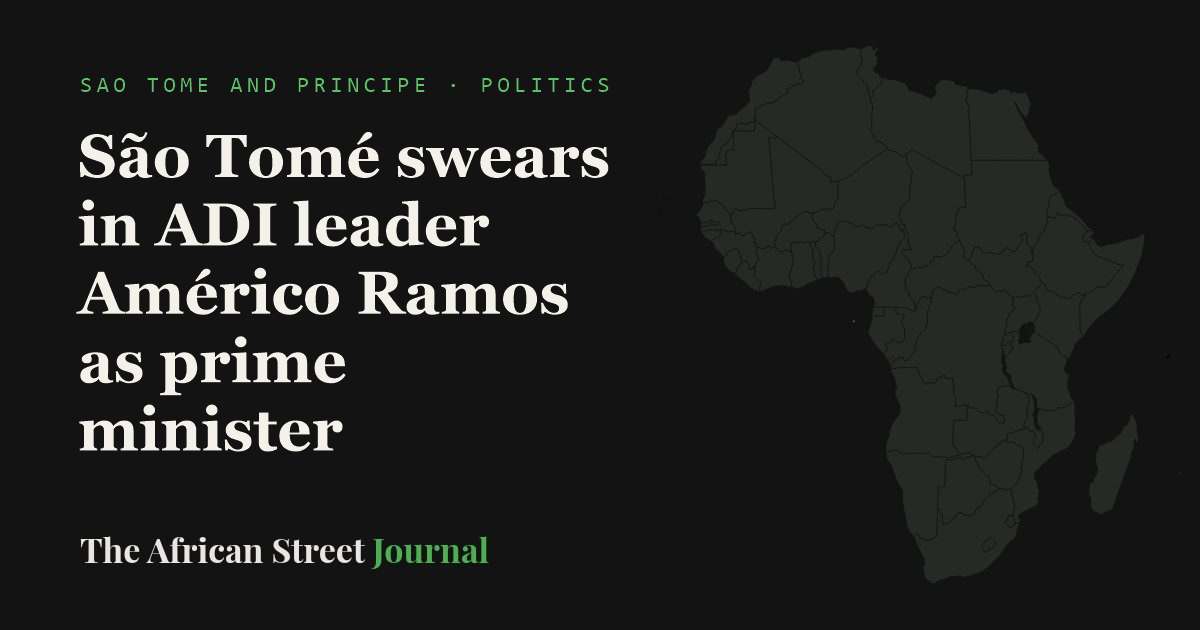 SAO TOME AND PRINCIPE · POLITICS
São Tomé swears
in ADI leader
Américo Ramos
as prime
minister
The African Street Journal